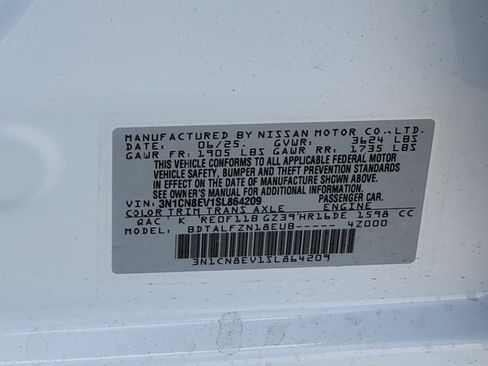 MANUFACTURED BY NISSAN MOTOR CO., LTD.
DATE: 06/25 GVWR: 3624 LBS
GAWR FR: 1905 LBS GAWR RR: 1735 LBS
THIS VEHICLE CONFORMS TO ALL APPLICABLE FEDERAL MOTOR
VEHICLE SAFETY, BUMPER AND THEFT PREVENTION STANDARDS
IN EFFECT ON THE DATE OF MANUFACTURE SHOWN ABOVE.
SEE OWNER'S MANUAL FOR ADDITIONAL INFORMATION.
VIN: 3N1CN8EV1SL864209 PASSENGER CAR.
COLOR TRIM TRANS AXLE ENGINE
QAC K RE0F11B GZ39 HR16DE 1598 CC
MODEL: BDTALFZN18EU8----- 4Z000
3N1CN8EV1SL864209